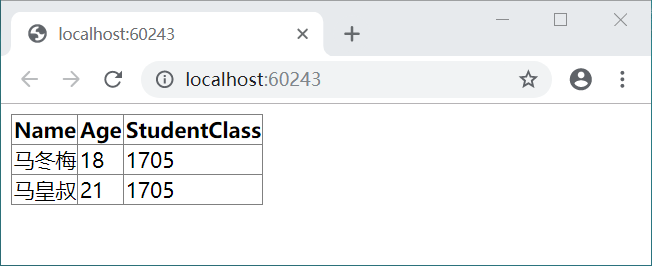 localhost:60243
localhost:60243
Name Age StudentClass
马冬梅 18 1705
马皇叔 21 1705